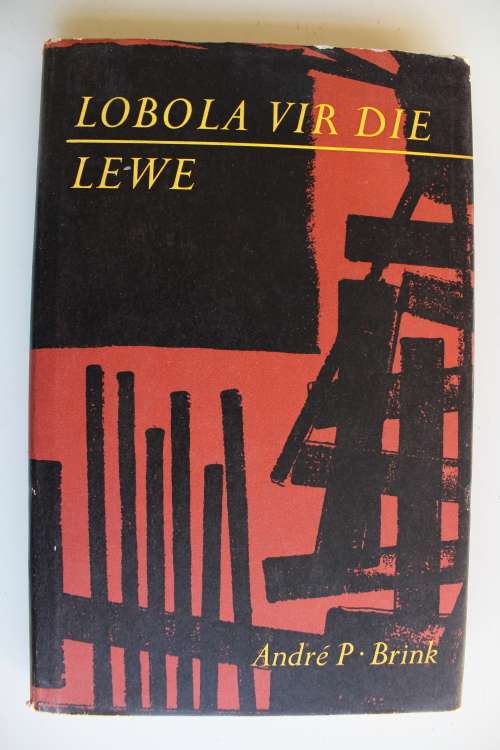 LOBOLA VIR DIE
LEWE
André P · Brink